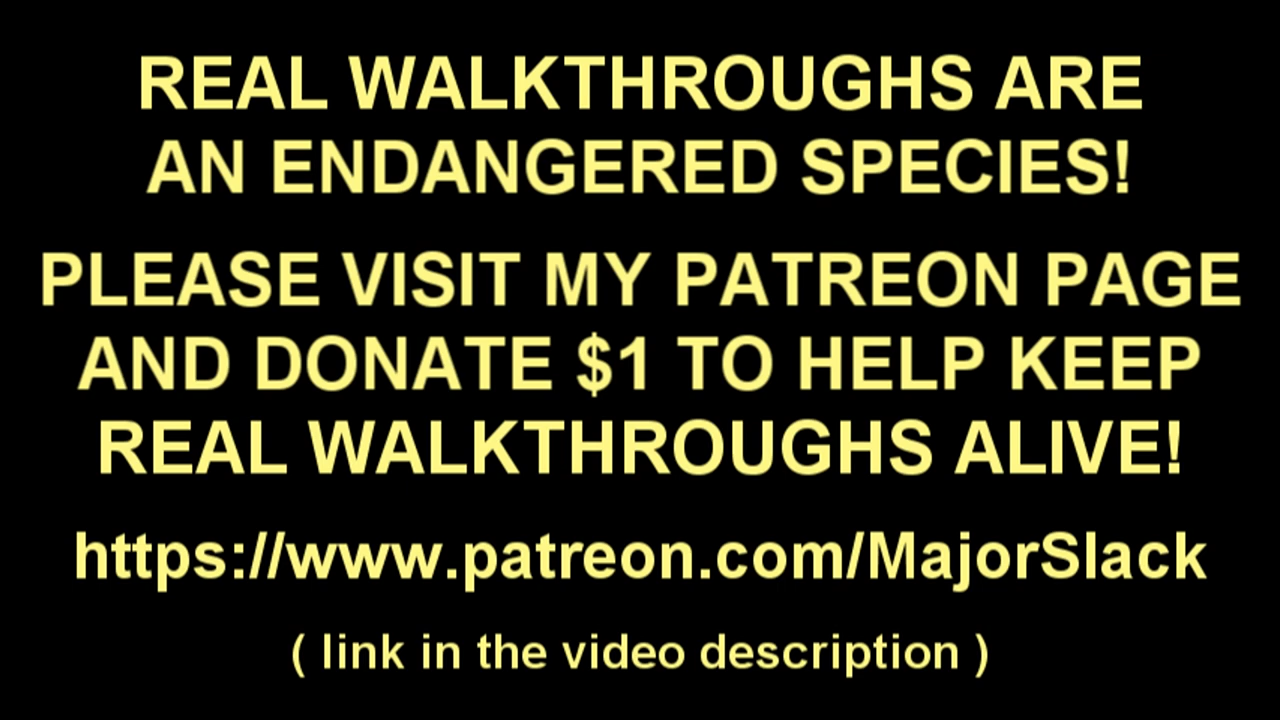 REAL WALKTHROUGHS ARE
AN ENDANGERED SPECIES!
PLEASE VISIT MY PATREON PAGE
AND DONATE $1 TO HELP KEEP
REAL WALKTHROUGHS ALIVE!
https://www.patreon.com/MajorSlack
( link in the video description )